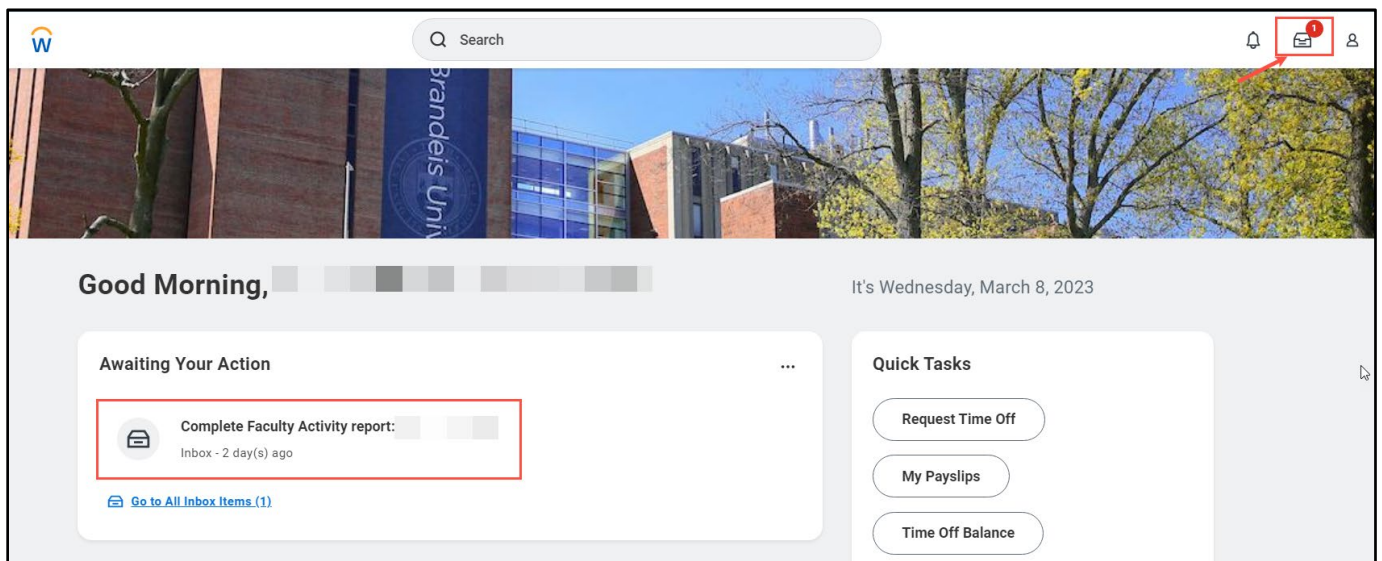 W
Search
1
Brandeis Univ
Good Morning,
It's Wednesday, March 8, 2023
Awaiting Your Action
...
Complete Faculty Activity report:
Inbox - 2 day(s) ago
Go to All Inbox Items (1)
Quick Tasks
Request Time Off
My Payslips
Time Off Balance